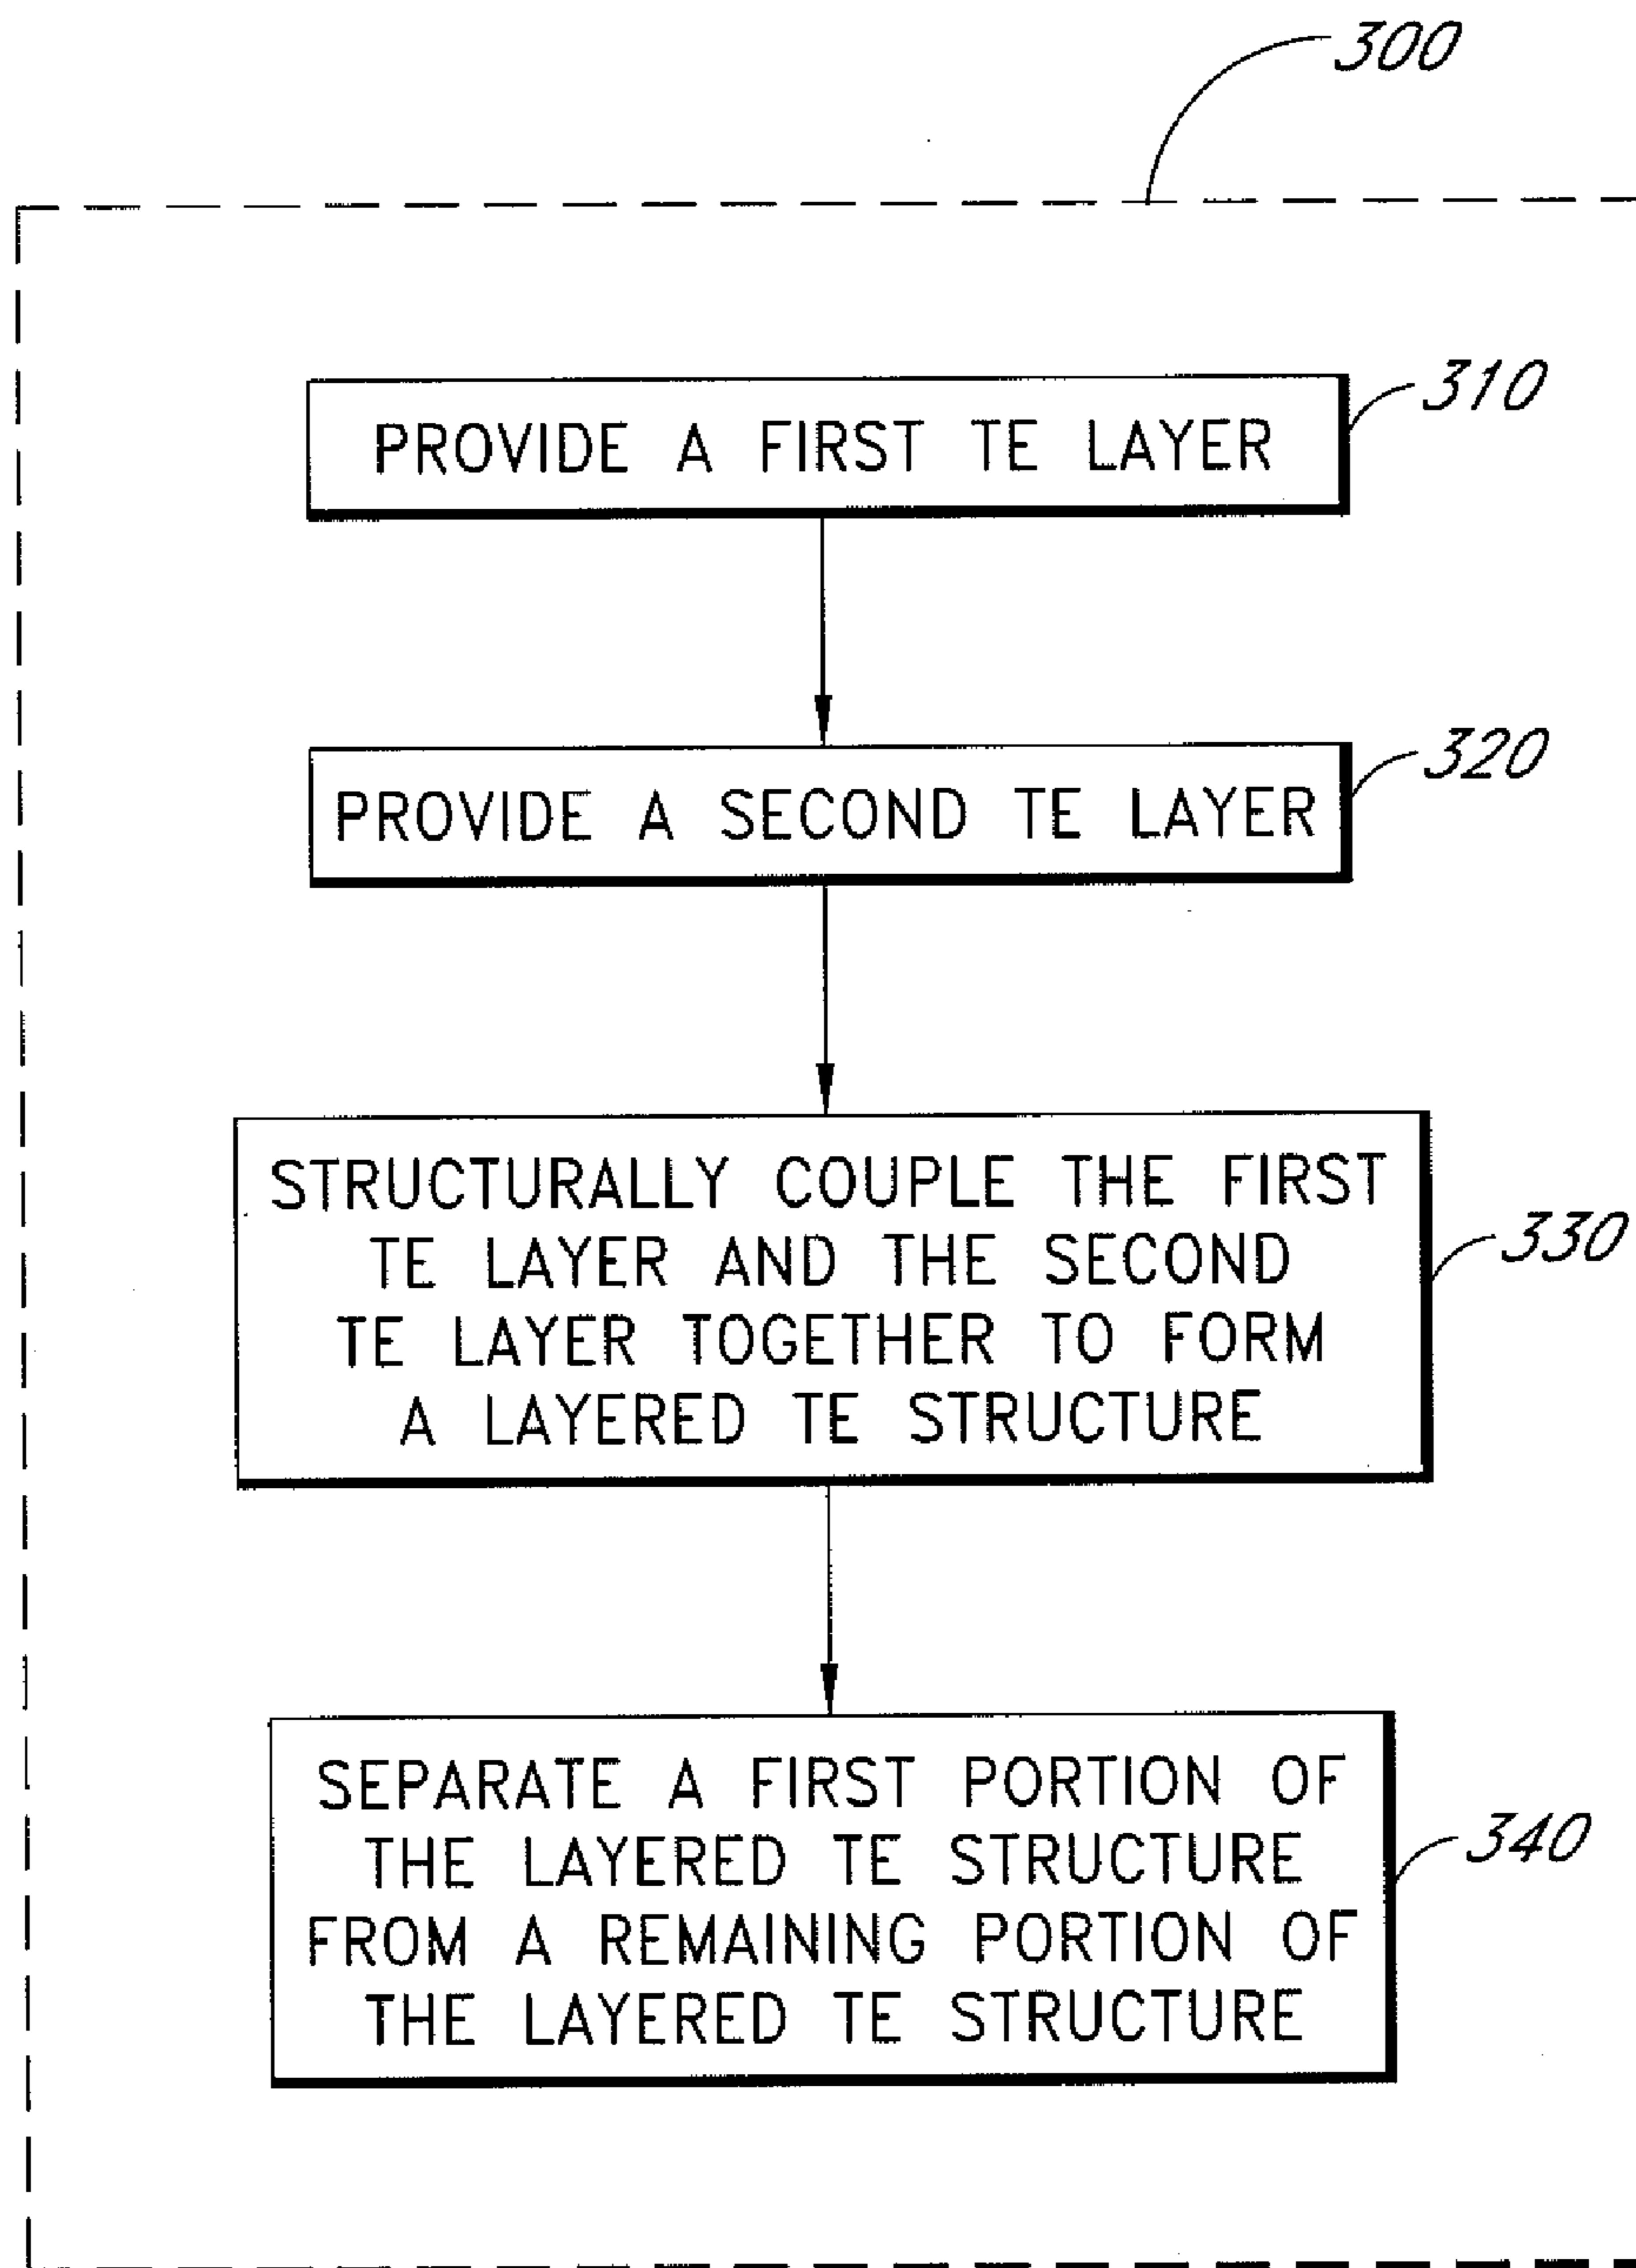 300
310
PROVIDE A FIRST TE LAYER
320
PROVIDE A SECOND TE LAYER
STRUCTURALLY COUPLE THE FIRST
TE LAYER AND THE SECOND
330
TE LAYER TOGETHER TO FORM
A LAYERED TE STRUCTURE
SEPARATE A FIRST PORTION OF
THE LAYERED TE STRUCTURE
340
FROM A REMAINING PORTION OF
THE LAYERED TE STRUCTURE